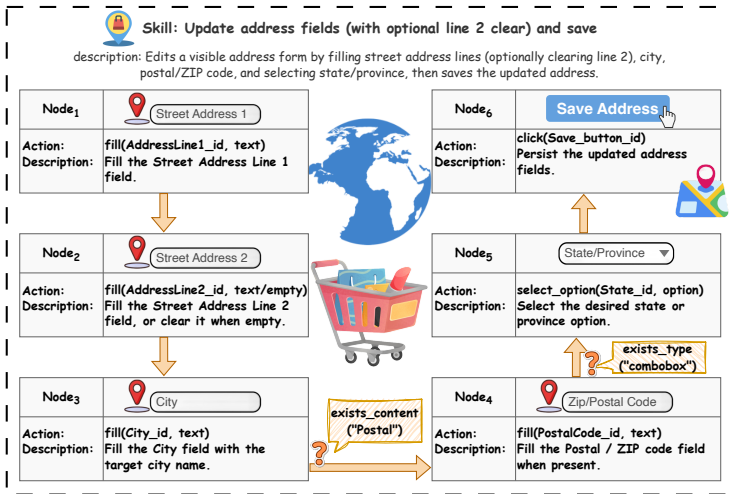 Skill: Update address fields (with optional line 2 clear) and save
description: Edits a visible address form by filling street address lines (optionally clearing line 2), city,
postal/ZIP code, and selecting state/province, then saves the updated address.
Node1
Street Address 1
Action:
fill(AddressLine1_id, text)
Description:
Fill the Street Address Line 1
field.
Node2
Street Address 2
Action:
fill(AddressLine2_id, text/empty)
Description:
Fill the Street Address Line 2
field, or clear it when empty.
Node3
City
Action:
fill(City_id, text)
Description:
Fill the City field with the
target city name.
exists_content
("Postal")
Node4
Zip/Postal Code
Action:
fill(PostalCode_id, text)
Description:
Fill the Postal / ZIP code field
when present.
exists_type
("combobox")
Node5
State/Province
Action:
select_option(State_id, option)
Description:
Select the desired state or
province option.
Node6
Save Address
Action:
click(Save_button_id)
Description:
Persist the updated address
fields.